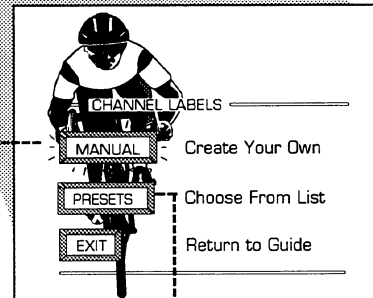 CHANNEL LABELS
MANUAL Create Your Own
PRESETS Choose From List
EXIT Return to Guide